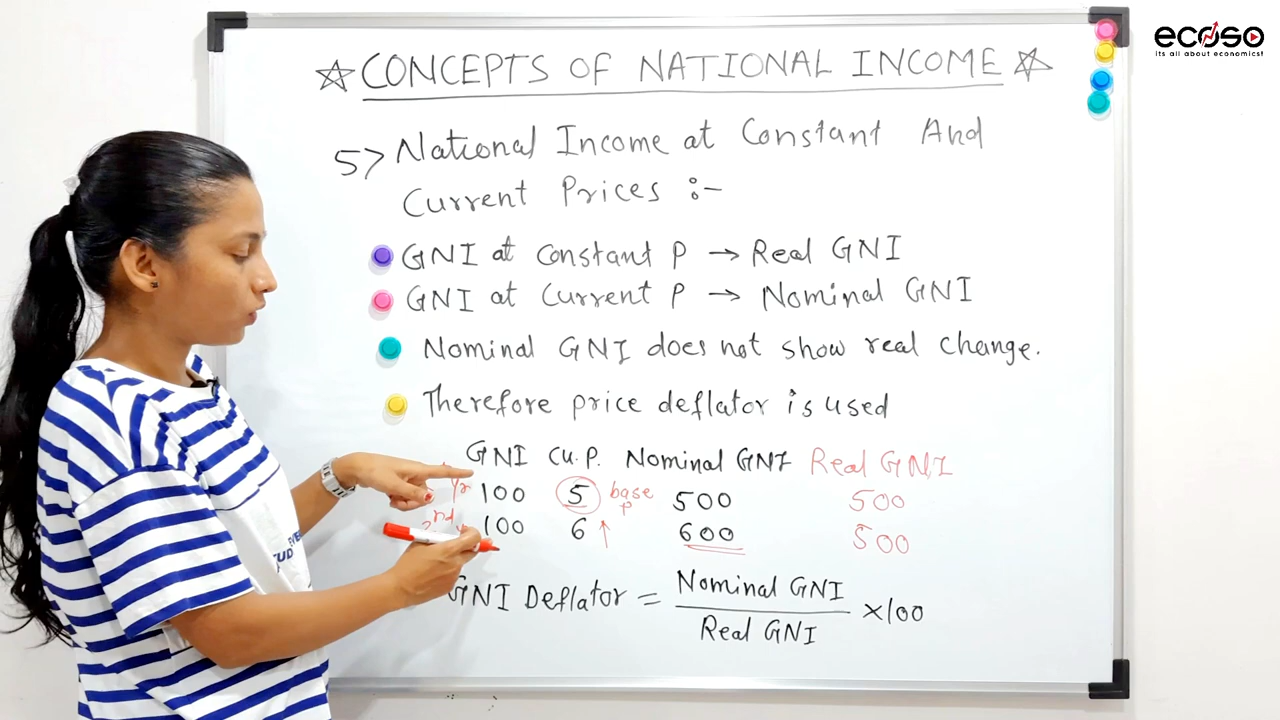 ecoso
its all about economics!
☆ CONCEPTS OF NATIONAL INCOME ☆
5> National Income at Constant And
Current Prices :-
GNI at Constant P → Real GNI
GNI at Current P → Nominal GNI
Nominal GNI does not show real change.
Therefore price deflator is used
GNI Cu. P. Nominal GNI Real GNI
yr 100 5 base P 500 500
2nd 100 6 ↑ 600 500
GNI Deflator = Nominal GNI / Real GNI ×100